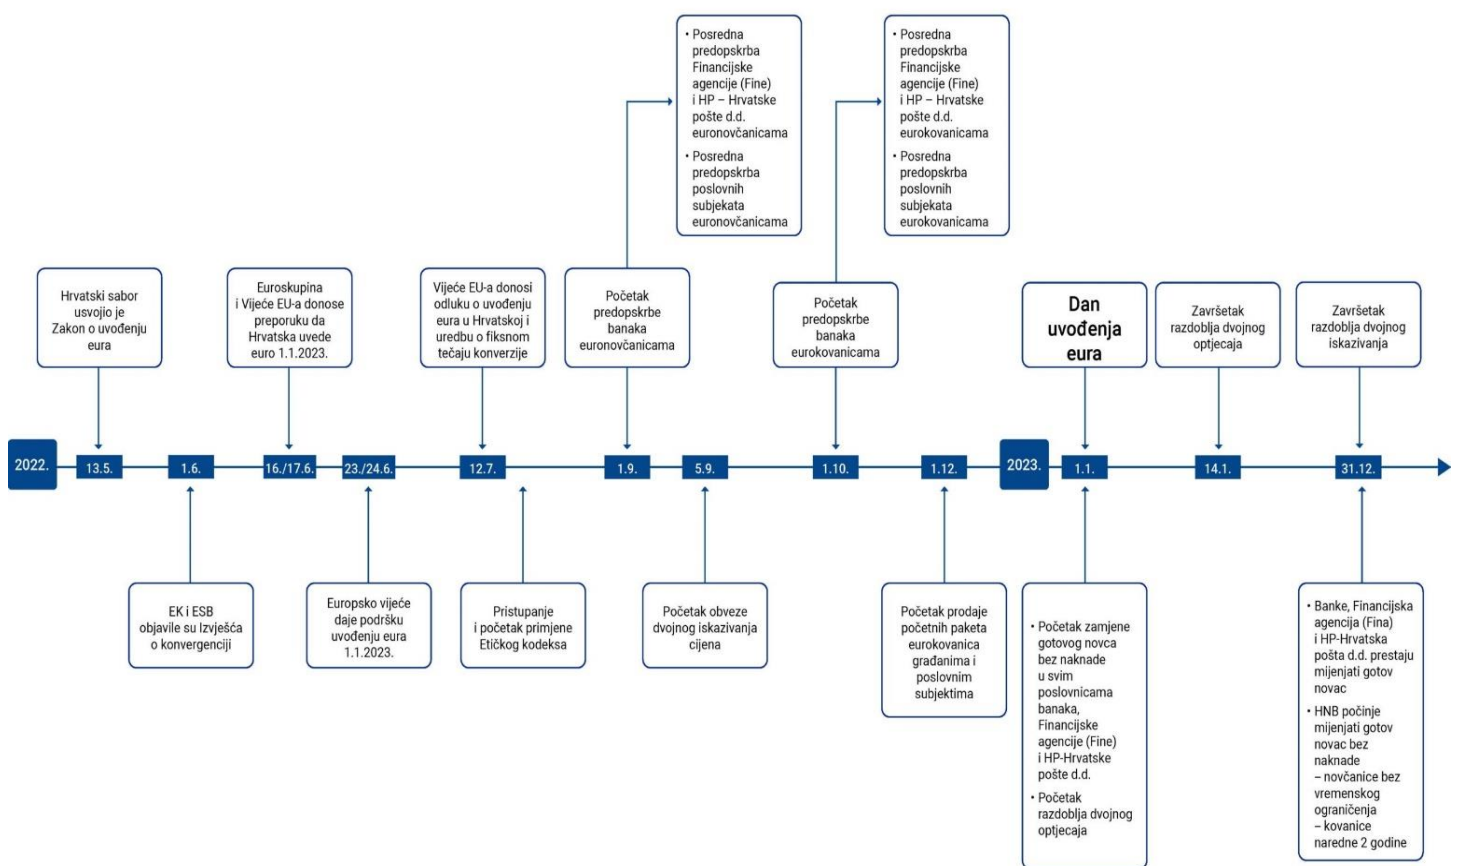 • Posredna
predopskrba
Financijske
agencije (Fine)
i HP – Hrvatske
pošte d.d.
euronovčanicama
• Posredna
predopskrba
poslovnih
subjekata
euronovčanicama
• Posredna
predopskrba
Financijske
agencije (Fine)
i HP – Hrvatske
pošte d.d.
eurokovanicama
• Posredna
predopskrba
poslovnih
subjekata
eurokovanicama
Hrvatski sabor
usvojio je
Zakon o uvođenju
eura
Euroskupina
i Vijeće EU-a donose
preporuku da
Hrvatska uvede
euro 1.1.2023.
Vijeće EU-a donosi
odluku o uvođenju
eura u Hrvatskoj i
uredbu o fiksnom
tečaju konverzije
Početak
predopskrbe
banaka
euronovčanicama
Početak
predopskrbe
banaka
eurokovanicama
Dan
uvođenja
eura
Završetak
razdoblja dvojnog
optjecaja
Završetak
razdoblja dvojnog
iskazivanja
2022.
13.5.
1.6.
16./17.6.
23./24.6.
12.7.
1.9.
5.9.
1.10.
1.12.
2023.
1.1.
14.1.
31.12.
EK i ESB
objavile su Izvješća
o konvergenciji
Europsko vijeće
daje podršku
uvođenju eura
1.1.2023.
Pristupanje
i početak primjene
Etičkog kodeksa
Početak obveze
dvojnog iskazivanja
cijena
Početak prodaje
početnih paketa
eurokovanica
građanima i
poslovnim
subjektima
• Početak zamjene
gotovog novca
bez naknade
u svim
poslovnicama
banaka,
Financijske
agencije (Fine)
i HP-Hrvatske
pošte d.d.
• Početak
razdoblja dvojnog
optjecaja
• Banke, Financijska
agencija (Fina)
i HP-Hrvatska
pošta d.d. prestaju
mijenjati gotov
novac
• HNB počinje
mijenjati gotov
novac bez
naknade
– novčanice bez
vremenskog
ograničenja
– kovanice
naredne 2 godine